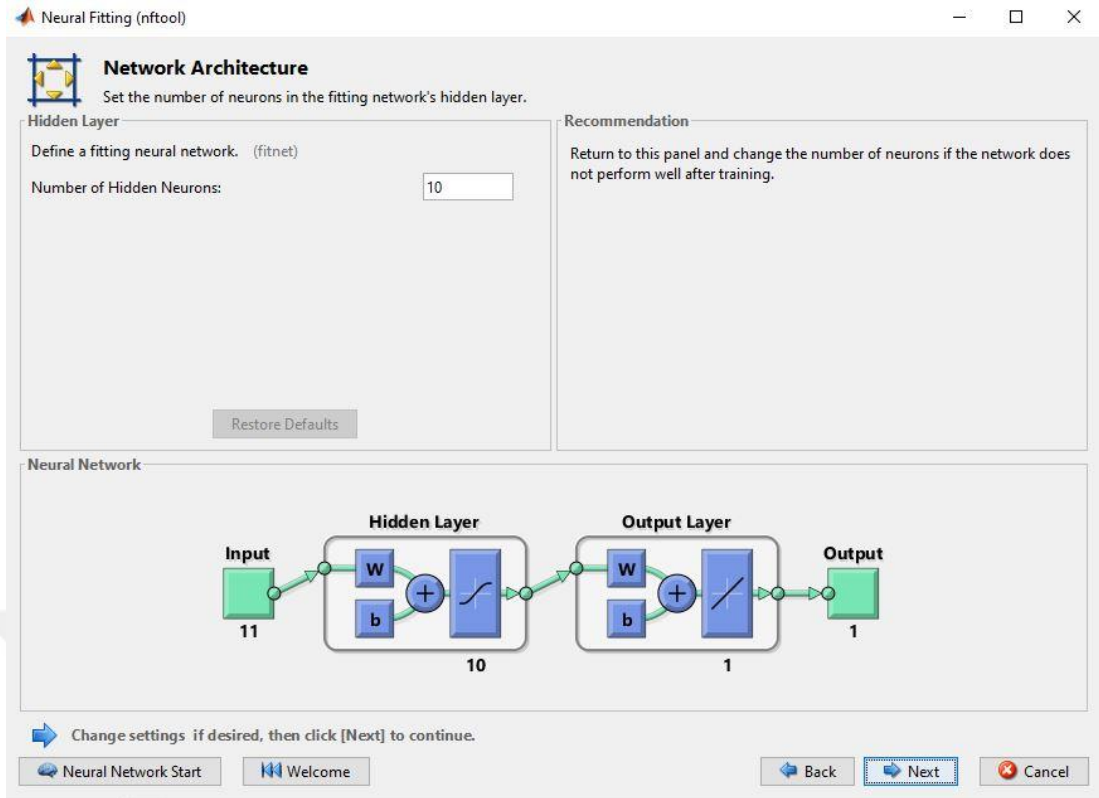 Neural Fitting (nftool)
Network Architecture
Set the number of neurons in the fitting network's hidden layer.
Hidden Layer
Define a fitting neural network. (fitnet)
Number of Hidden Neurons: 10
Restore Defaults
Recommendation
Return to this panel and change the number of neurons if the network does
not perform well after training.
Neural Network
Hidden Layer
Output Layer
Input
Output
W
b
+
W
b
+
11
10
1
1
Change settings if desired, then click [Next] to continue.
Neural Network Start
Welcome
Back
Next
Cancel